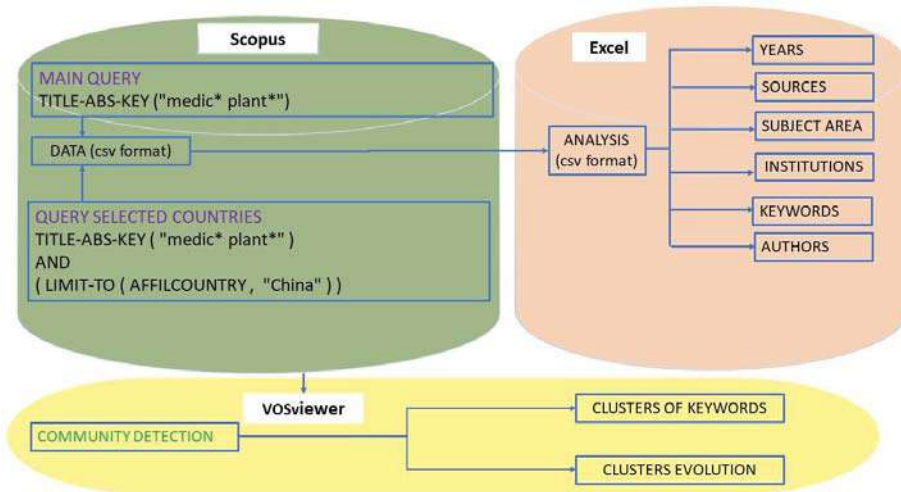 Scopus
MAIN QUERY
TITLE-ABS-KEY ("medic* plant*")
DATA (csv format)
QUERY SELECTED COUNTRIES
TITLE-ABS-KEY ( "medic* plant*" )
AND
( LIMIT-TO ( AFFILCOUNTRY , "China" ) )
Excel
ANALYSIS
(csv format)
YEARS
SOURCES
SUBJECT AREA
INSTITUTIONS
KEYWORDS
AUTHORS
VOSviewer
COMMUNITY DETECTION
CLUSTERS OF KEYWORDS
CLUSTERS EVOLUTION